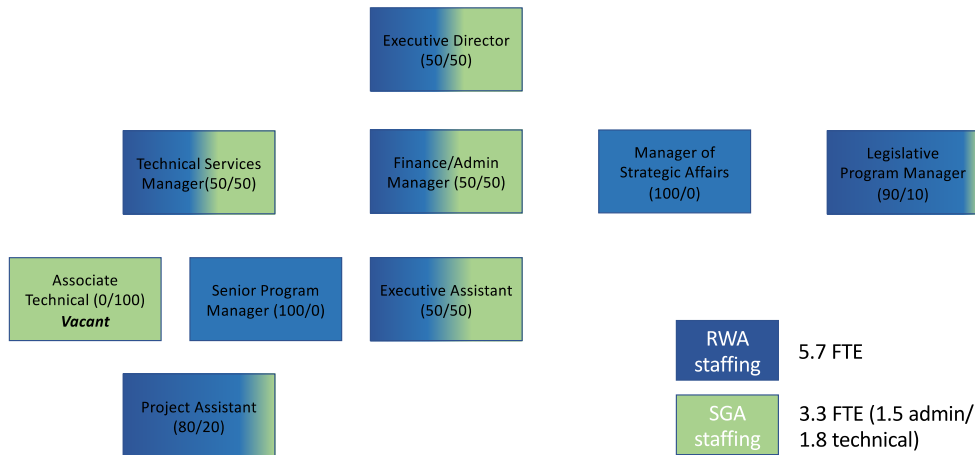 Executive Director
(50/50)
Technical Services
Manager(50/50)
Finance/Admin
Manager (50/50)
Manager of
Strategic Affairs
(100/0)
Legislative
Program Manager
(90/10)
Associate
Technical (0/100)
Vacant
Senior Program
Manager (100/0)
Executive Assistant
(50/50)
Project Assistant
(80/20)
RWA
staffing
5.7 FTE
SGA
staffing
3.3 FTE (1.5 admin/
1.8 technical)